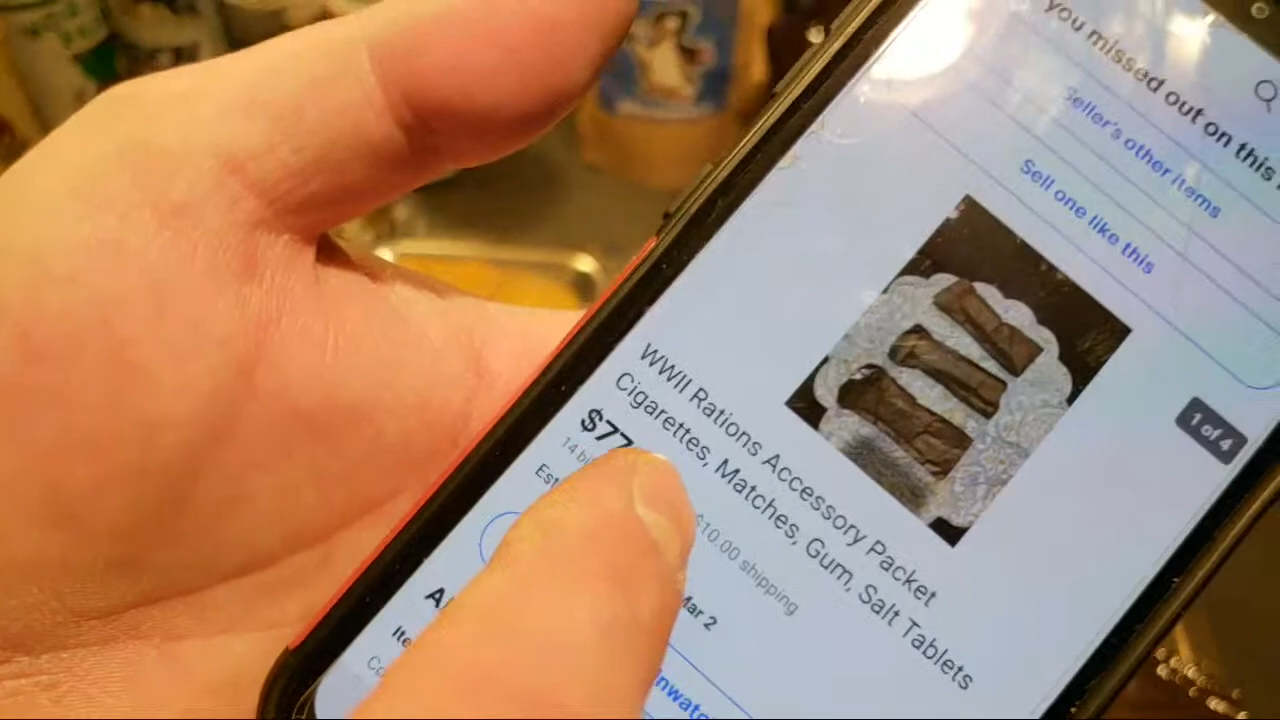 you missed out on this
Seller's other items
Sell one like this
1 of 4
WWII Rations Accessory Packet
Cigarettes, Matches, Gum, Salt Tablets
$77
14
$10.00 shipping
Mar 2